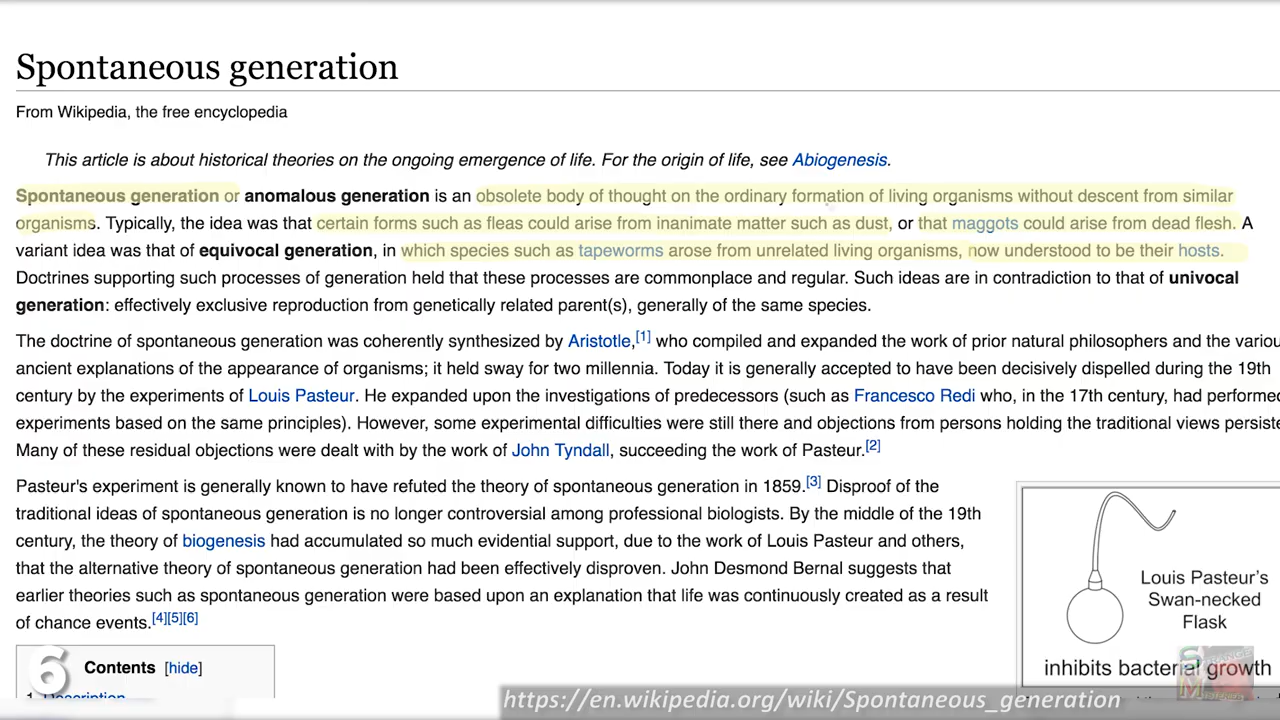 Spontaneous generation
From Wikipedia, the free encyclopedia
This article is about historical theories on the ongoing emergence of life. For the origin of life, see Abiogenesis.
Spontaneous generation or anomalous generation is an obsolete body of thought on the ordinary formation of living organisms without descent from similar
organisms. Typically, the idea was that certain forms such as fleas could arise from inanimate matter such as dust, or that maggots could arise from dead flesh. A
variant idea was that of equivocal generation, in which species such as tapeworms arose from unrelated living organisms, now understood to be their hosts.
Doctrines supporting such processes of generation held that these processes are commonplace and regular. Such ideas are in contradiction to that of univocal
generation: effectively exclusive reproduction from genetically related parent(s), generally of the same species.
The doctrine of spontaneous generation was coherently synthesized by Aristotle,[1] who compiled and expanded the work of prior natural philosophers and the variou
ancient explanations of the appearance of organisms; it held sway for two millennia. Today it is generally accepted to have been decisively dispelled during the 19th
century by the experiments of Louis Pasteur. He expanded upon the investigations of predecessors (such as Francesco Redi who, in the 17th century, had performed
experiments based on the same principles). However, some experimental difficulties were still there and objections from persons holding the traditional views persiste
Many of these residual objections were dealt with by the work of John Tyndall, succeeding the work of Pasteur.[2]
Pasteur's experiment is generally known to have refuted the theory of spontaneous generation in 1859.[3] Disproof of the
traditional ideas of spontaneous generation is no longer controversial among professional biologists. By the middle of the 19th
century, the theory of biogenesis had accumulated so much evidential support, due to the work of Louis Pasteur and others,
that the alternative theory of spontaneous generation had been effectively disproven. John Desmond Bernal suggests that
earlier theories such as spontaneous generation were based upon an explanation that life was continuously created as a result
of chance events.[4][5][6]
Louis Pasteur's
Swan-necked
Flask
inhibits bacterial growth
6
Contents [hide]
1 Description
https://en.wikipedia.org/wiki/Spontaneous_generation